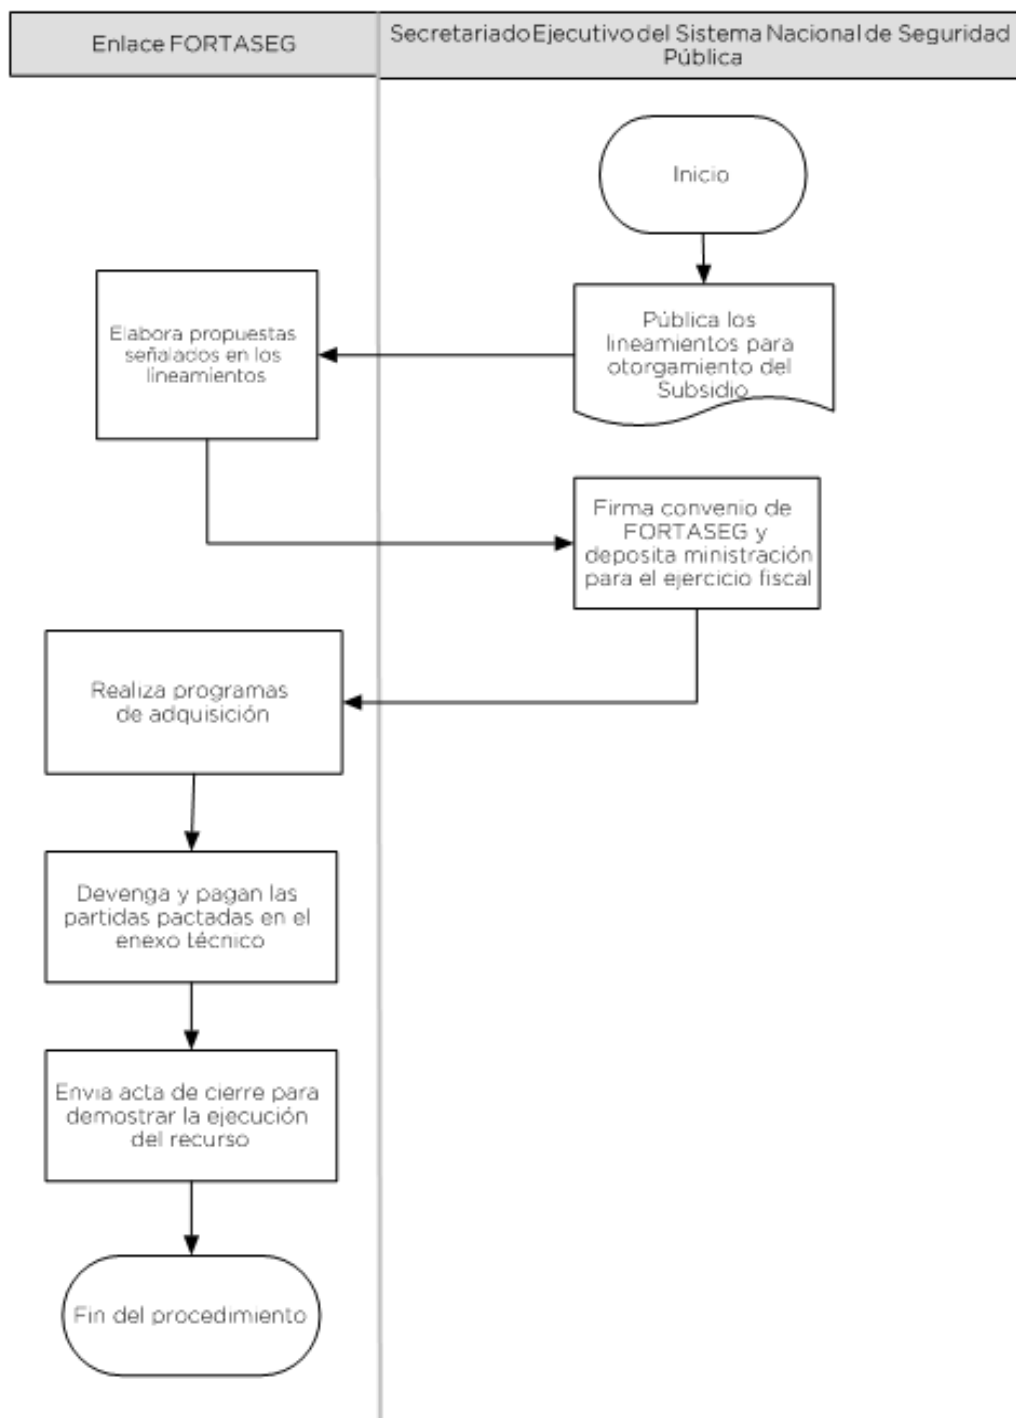 Enlace FORTASEG
Secretariado Ejecutivo del Sistema Nacional de Seguridad
Pública
Inicio
Pública los
lineamientos para
otorgamiento del
Subsidio
Elabora propuestas
señalados en los
lineamientos
Firma convenio de
FORTASEG y
deposita ministración
para el ejercicio fiscal
Realiza programas
de adquisición
Devenga y pagan las
partidas pactadas en el
enexo técnico
Envia acta de cierre para
demostrar la ejecución
del recurso
Fin del procedimiento